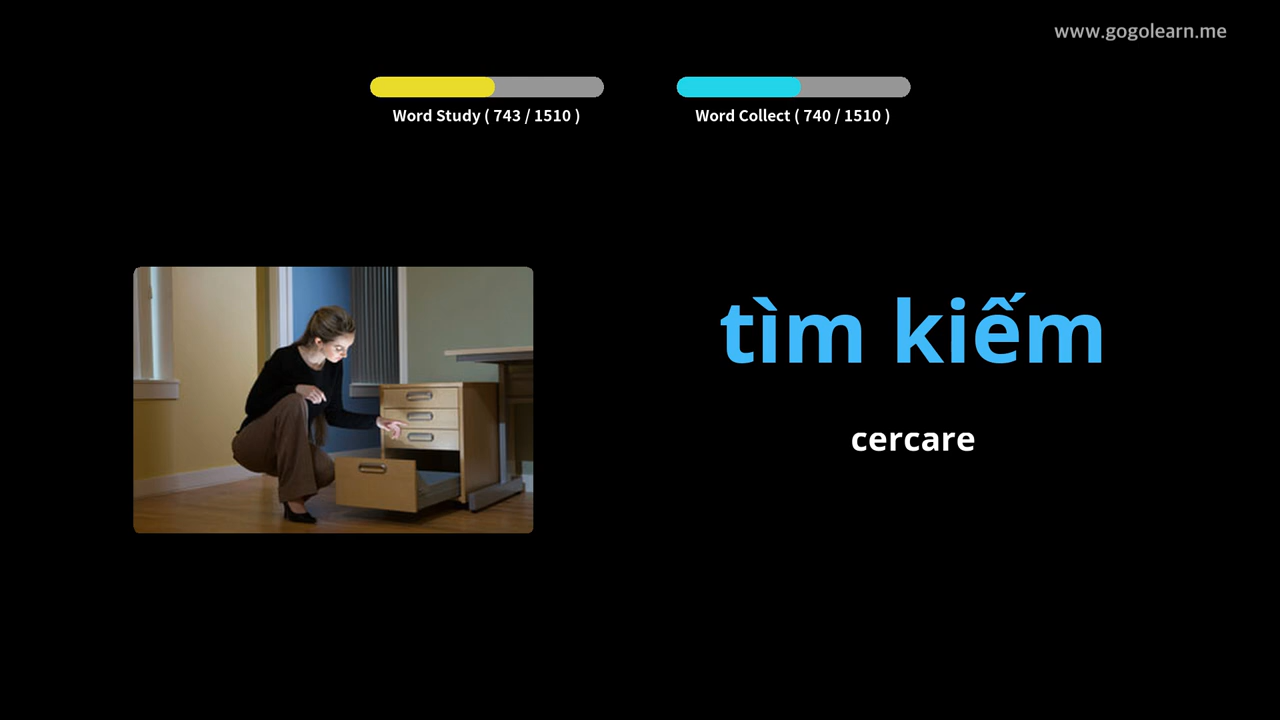 www.gogolearn.me
Word Study ( 743 / 1510 )
Word Collect ( 740 / 1510 )
tìm kiếm
cercare